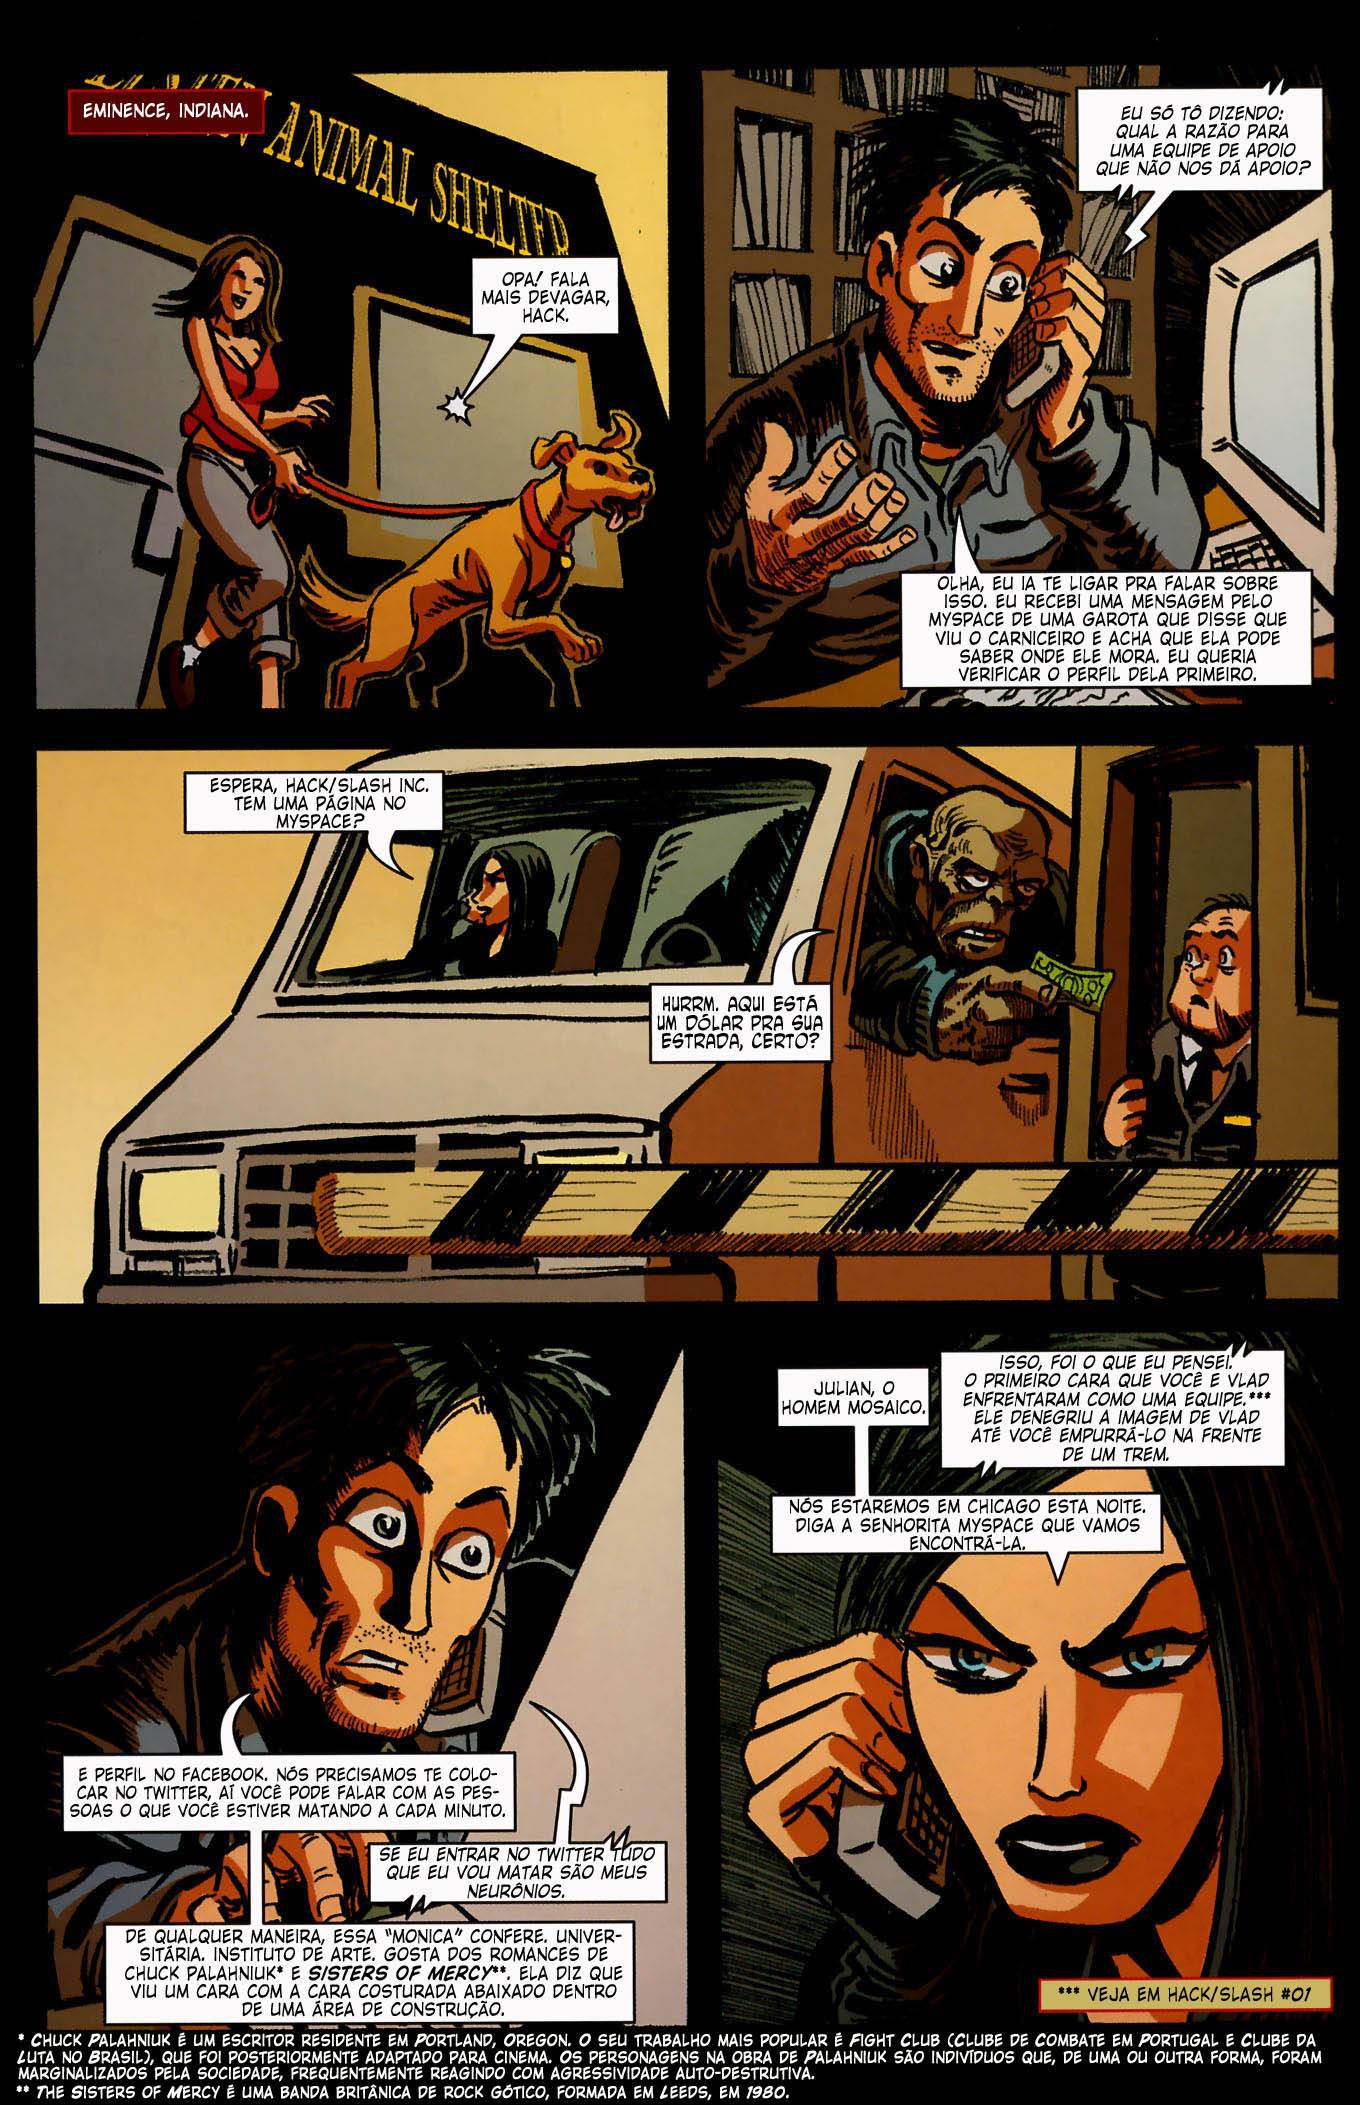 EMINENCE, INDIANA.
ANIMAL SHELTER
OPA! FALA
MAIS DEVAGAR,
HACK.
EU SÓ TÔ DIZENDO:
QUAL A RAZÃO PARA
UMA EQUIPE DE APOIO
QUE NÃO NOS DÁ APOIO?
OLHA, EU IA TE LIGAR PRA FALAR SOBRE
ISSO. EU RECEBI UMA MENSAGEM PELO
MYSPACE DE UMA GAROTA QUE DISSE QUE
VIU O CARNICEIRO E ACHA QUE ELA PODE
SABER ONDE ELE MORA. EU QUERIA
VERIFICAR O PERFIL DELA PRIMEIRO.
ESPERA, HACK/SLASH INC.
TEM UMA PÁGINA NO
MYSPACE?
HURRM. AQUI ESTÁ
UM DÓLAR PRA SUA
ESTRADA, CERTO?
E PERFIL NO FACEBOOK. NÓS PRECISAMOS TE COLO-
CAR NO TWITTER, AÍ VOCÊ PODE FALAR COM AS PES-
SOAS O QUE VOCÊ ESTIVER MATANDO A CADA MINUTO.
SE EU ENTRAR NO TWITTER TUDO
QUE EU VOU MATAR SÃO MEUS
NEURÔNIOS.
DE QUALQUER MANEIRA, ESSA "MONICA" CONFERE. UNIVER-
SITÁRIA. INSTITUTO DE ARTE. GOSTA DOS ROMANCES DE
CHUCK PALAHNIUK* E SISTERS OF MERCY**. ELA DIZ QUE
VIU UM CARA COM A CARA COSTURADA ABAIXADO DENTRO
DE UMA ÁREA DE CONSTRUÇÃO.
JULIAN, O
HOMEM MOSAICO.
ISSO, FOI O QUE EU PENSEI.
O PRIMEIRO CARA QUE VOCÊ E VLAD
ENFRENTARAM COMO UMA EQUIPE.***
ELE DENEGRIU A IMAGEM DE VLAD
ATÉ VOCÊ EMPURRÁ-LO NA FRENTE
DE UM TREM.
NÓS ESTAREMOS EM CHICAGO ESTA NOITE.
DIGA A SENHORITA MYSPACE QUE VAMOS
ENCONTRÁ-LA.
*** VEJA EM HACK/SLASH #01
* CHUCK PALAHNIUK É UM ESCRITOR RESIDENTE EM PORTLAND, OREGON. O SEU TRABALHO MAIS POPULAR É FIGHT CLUB (CLUBE DE COMBATE EM PORTUGAL E CLUBE DA
LUTA NO BRASIL), QUE FOI POSTERIORMENTE ADAPTADO PARA CINEMA. OS PERSONAGENS NA OBRA DE PALAHNIUK SÃO INDIVÍDUOS QUE, DE UMA OU OUTRA FORMA, FORAM
MARGINALIZADOS PELA SOCIEDADE, FREQUENTEMENTE REAGINDO COM AGRESSIVIDADE AUTO-DESTRUTIVA.
** THE SISTERS OF MERCY É UMA BANDA BRITÂNICA DE ROCK GÓTICO, FORMADA EM LEEDS, EM 1980.